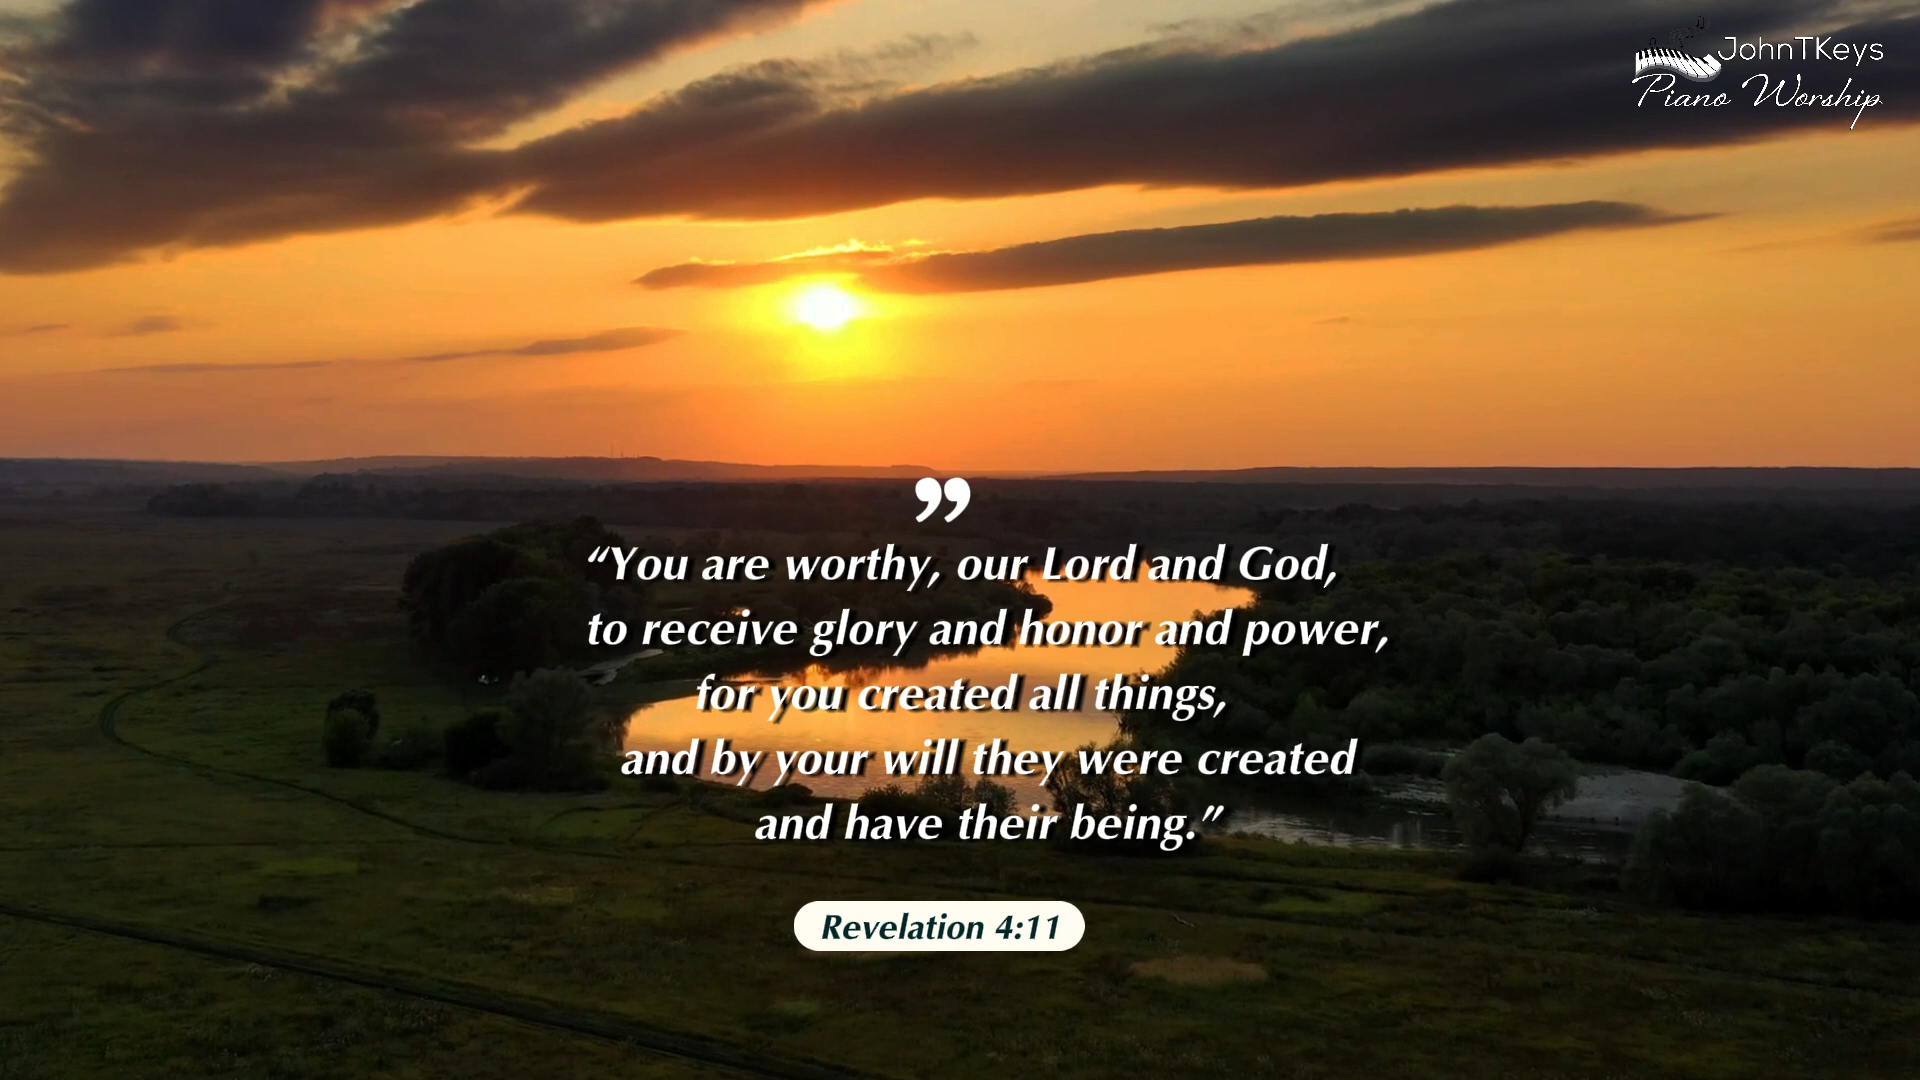 JohnTKeys
Piano Worship
”
“You are worthy, our Lord and God,
to receive glory and honor and power,
for you created all things,
and by your will they were created
and have their being.”
Revelation 4:11